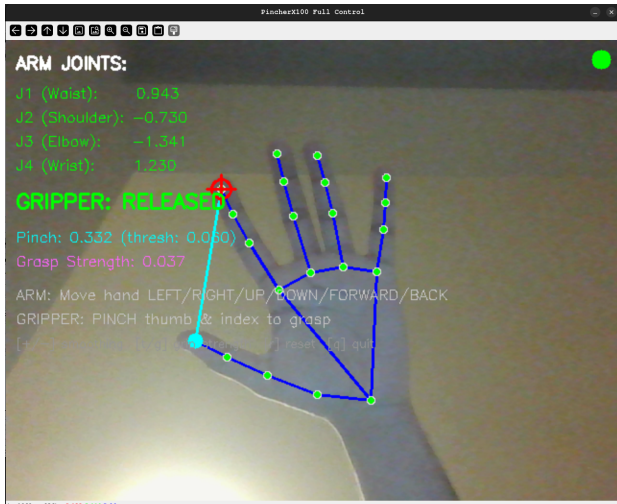 PincherX100 Full Control
ARM JOINTS:
J1 (Waist): 0.943
J2 (Shoulder): -0.730
J3 (Elbow): -1.341
J4 (Wrist): 1.230
GRIPPER: RELEASED
Pinch: 0.332 (thresh: 0.060)
Grasp Strength: 0.037
ARM: Move hand LEFT/RIGHT/UP/DOWN/FORWARD/BACK
GRIPPER: PINCH thumb & index to grasp
reset [q] quit